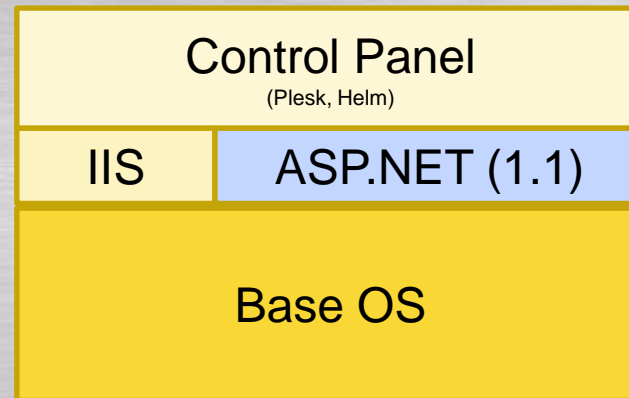 Control Panel
(Plesk, Helm)
IIS
ASP.NET (1.1)
Base OS